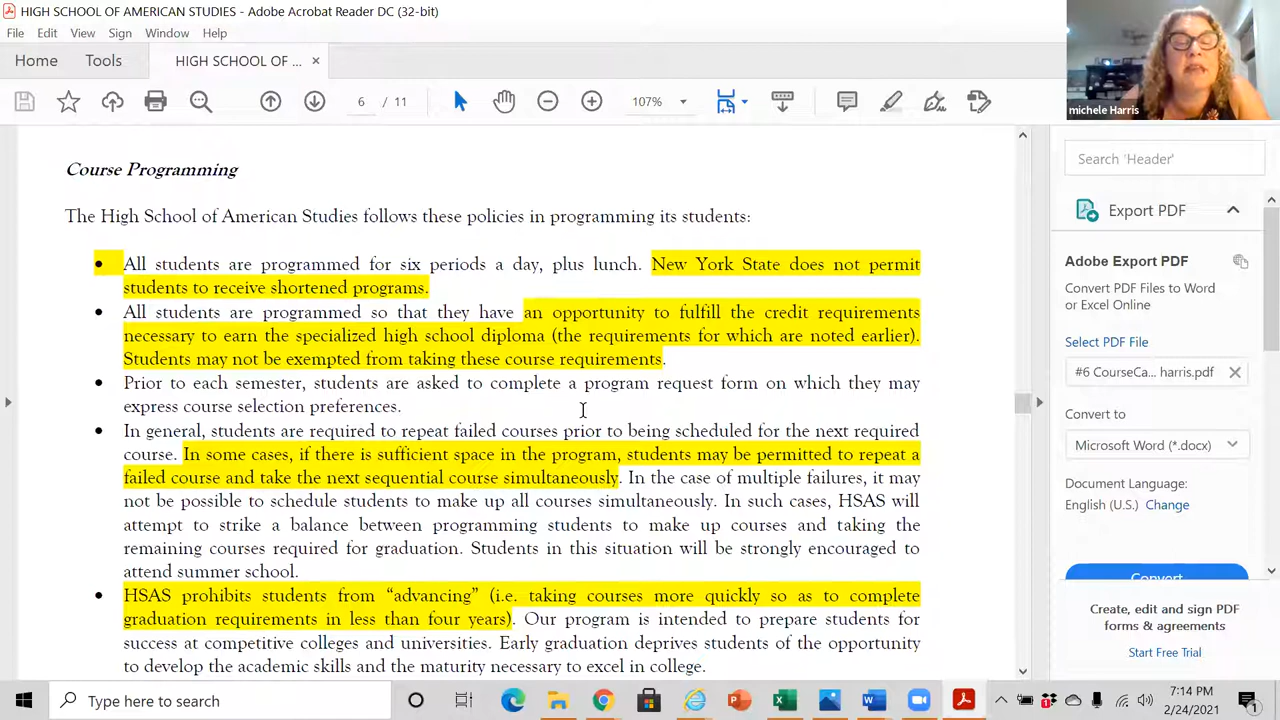 HIGH SCHOOL OF AMERICAN STUDIES - Adobe Acrobat Reader DC (32-bit)
File Edit View Sign Window Help
Home Tools HIGH SCHOOL OF ... ×
6 / 11 107%
michele Harris
Course Programming
The High School of American Studies follows these policies in programming its students:
• All students are programmed for six periods a day, plus lunch. New York State does not permit
students to receive shortened programs.
• All students are programmed so that they have an opportunity to fulfill the credit requirements
necessary to earn the specialized high school diploma (the requirements for which are noted earlier).
Students may not be exempted from taking these course requirements.
• Prior to each semester, students are asked to complete a program request form on which they may
express course selection preferences.
• In general, students are required to repeat failed courses prior to being scheduled for the next required
course. In some cases, if there is sufficient space in the program, students may be permitted to repeat a
failed course and take the next sequential course simultaneously. In the case of multiple failures, it may
not be possible to schedule students to make up all courses simultaneously. In such cases, HSAS will
attempt to strike a balance between programming students to make up courses and taking the
remaining courses required for graduation. Students in this situation will be strongly encouraged to
attend summer school.
• HSAS prohibits students from “advancing” (i.e. taking courses more quickly so as to complete
graduation requirements in less than four years). Our program is intended to prepare students for
success at competitive colleges and universities. Early graduation deprives students of the opportunity
to develop the academic skills and the maturity necessary to excel in college.
Search 'Header'
Export PDF
Adobe Export PDF
Convert PDF Files to Word
or Excel Online
Select PDF File
#6 CourseCa... harris.pdf
Convert to
Microsoft Word (*.docx)
Document Language:
English (U.S.) Change
Convert
Create, edit and sign PDF
forms & agreements
Start Free Trial
Type here to search
7:14 PM
2/24/2021